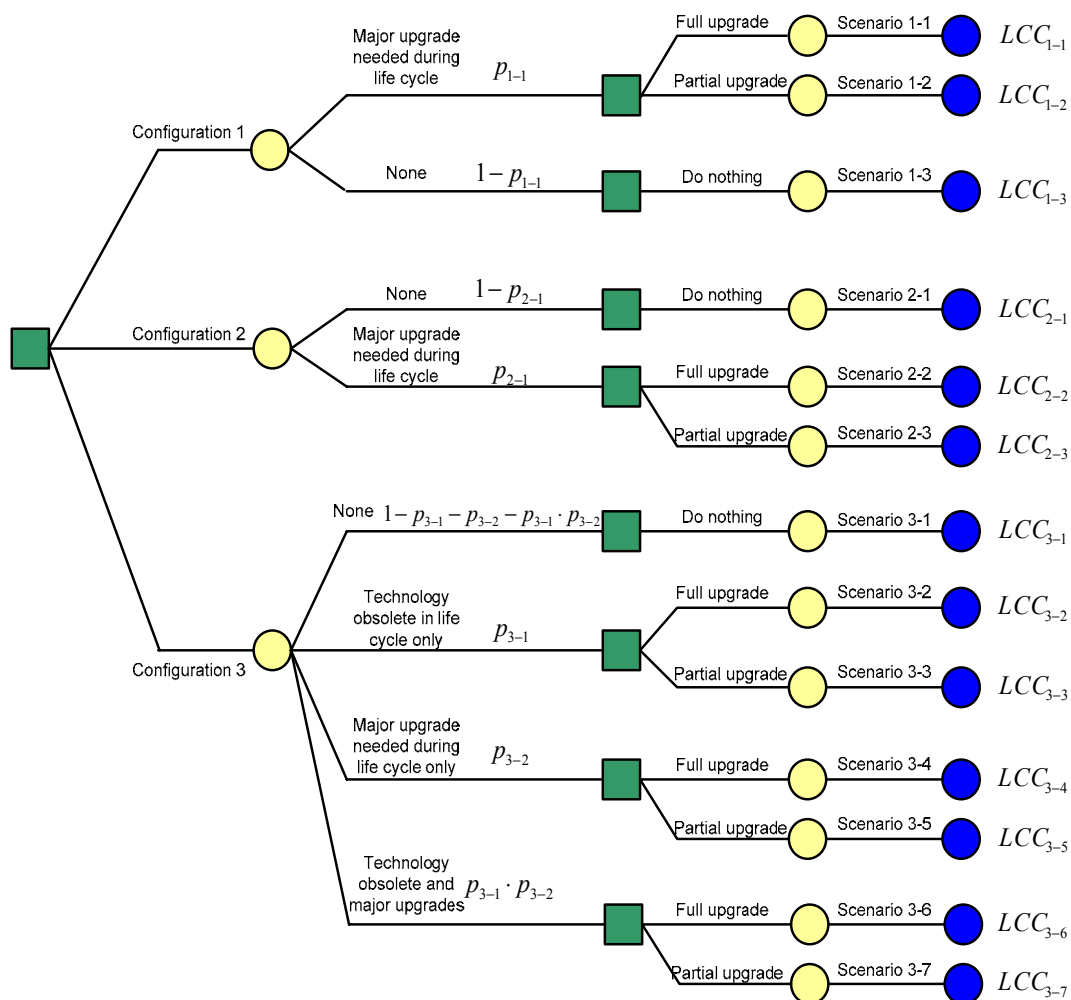 Full upgrade
Scenario 1-1
LCC₁₋₁
Major upgrade
needed during
life cycle
p₁₋₁
Partial upgrade
Scenario 1-2
LCC₁₋₂
Configuration 1
None
1 − p₁₋₁
Do nothing
Scenario 1-3
LCC₁₋₃
None
1 − p₂₋₁
Do nothing
Scenario 2-1
LCC₂₋₁
Configuration 2
Major upgrade
needed during
life cycle
p₂₋₁
Full upgrade
Scenario 2-2
LCC₂₋₂
Partial upgrade
Scenario 2-3
LCC₂₋₃
None
1 − p₃₋₁ − p₃₋₂ − p₃₋₁ · p₃₋₂
Do nothing
Scenario 3-1
LCC₃₋₁
Technology
obsolete in life
cycle only
p₃₋₁
Full upgrade
Scenario 3-2
LCC₃₋₂
Configuration 3
Partial upgrade
Scenario 3-3
LCC₃₋₃
Major upgrade
needed during
life cycle only
p₃₋₂
Full upgrade
Scenario 3-4
LCC₃₋₄
Partial upgrade
Scenario 3-5
LCC₃₋₅
Technology
obsolete and
major upgrades
p₃₋₁ · p₃₋₂
Full upgrade
Scenario 3-6
LCC₃₋₆
Partial upgrade
Scenario 3-7
LCC₃₋₇